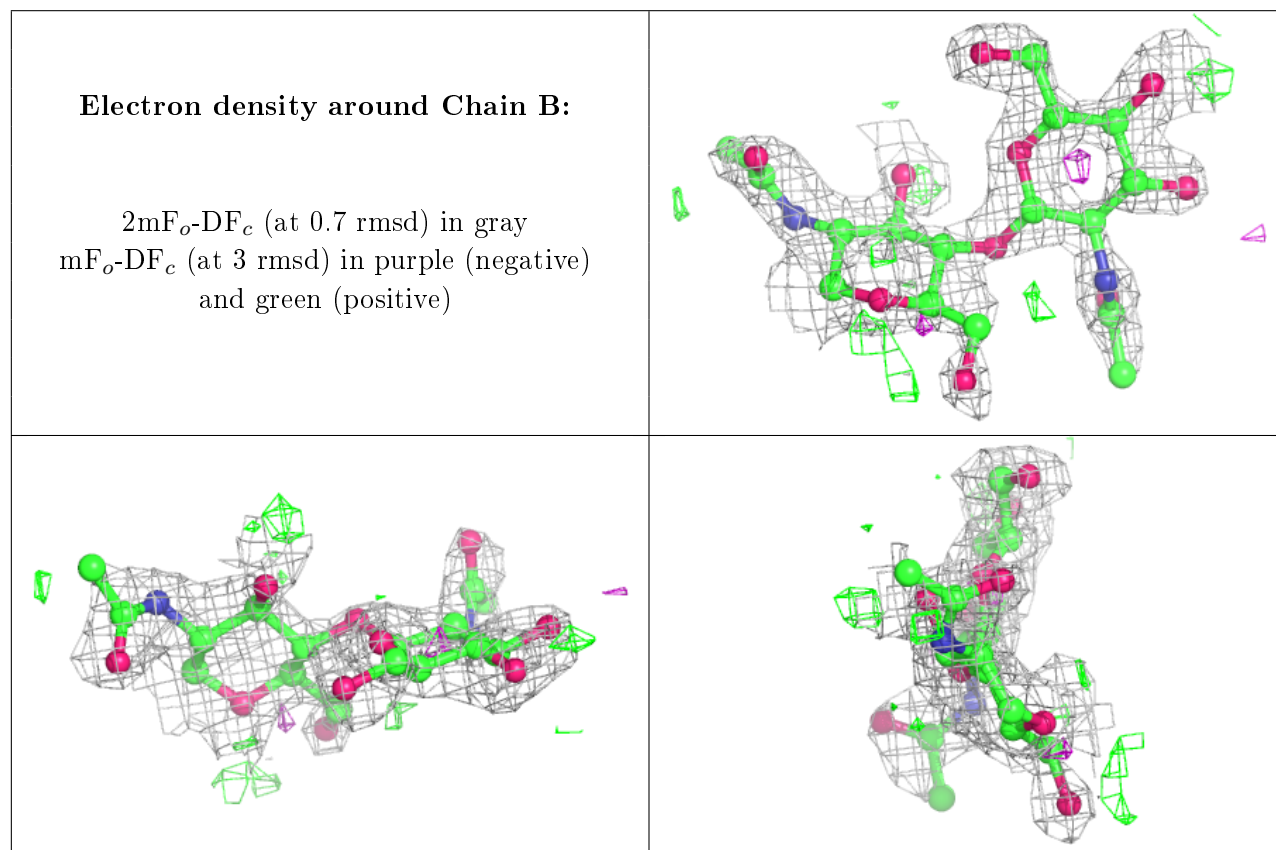 Electron density around Chain B:
2mFo-DFc (at 0.7 rmsd) in gray
mFo-DFc (at 3 rmsd) in purple (negative)
and green (positive)